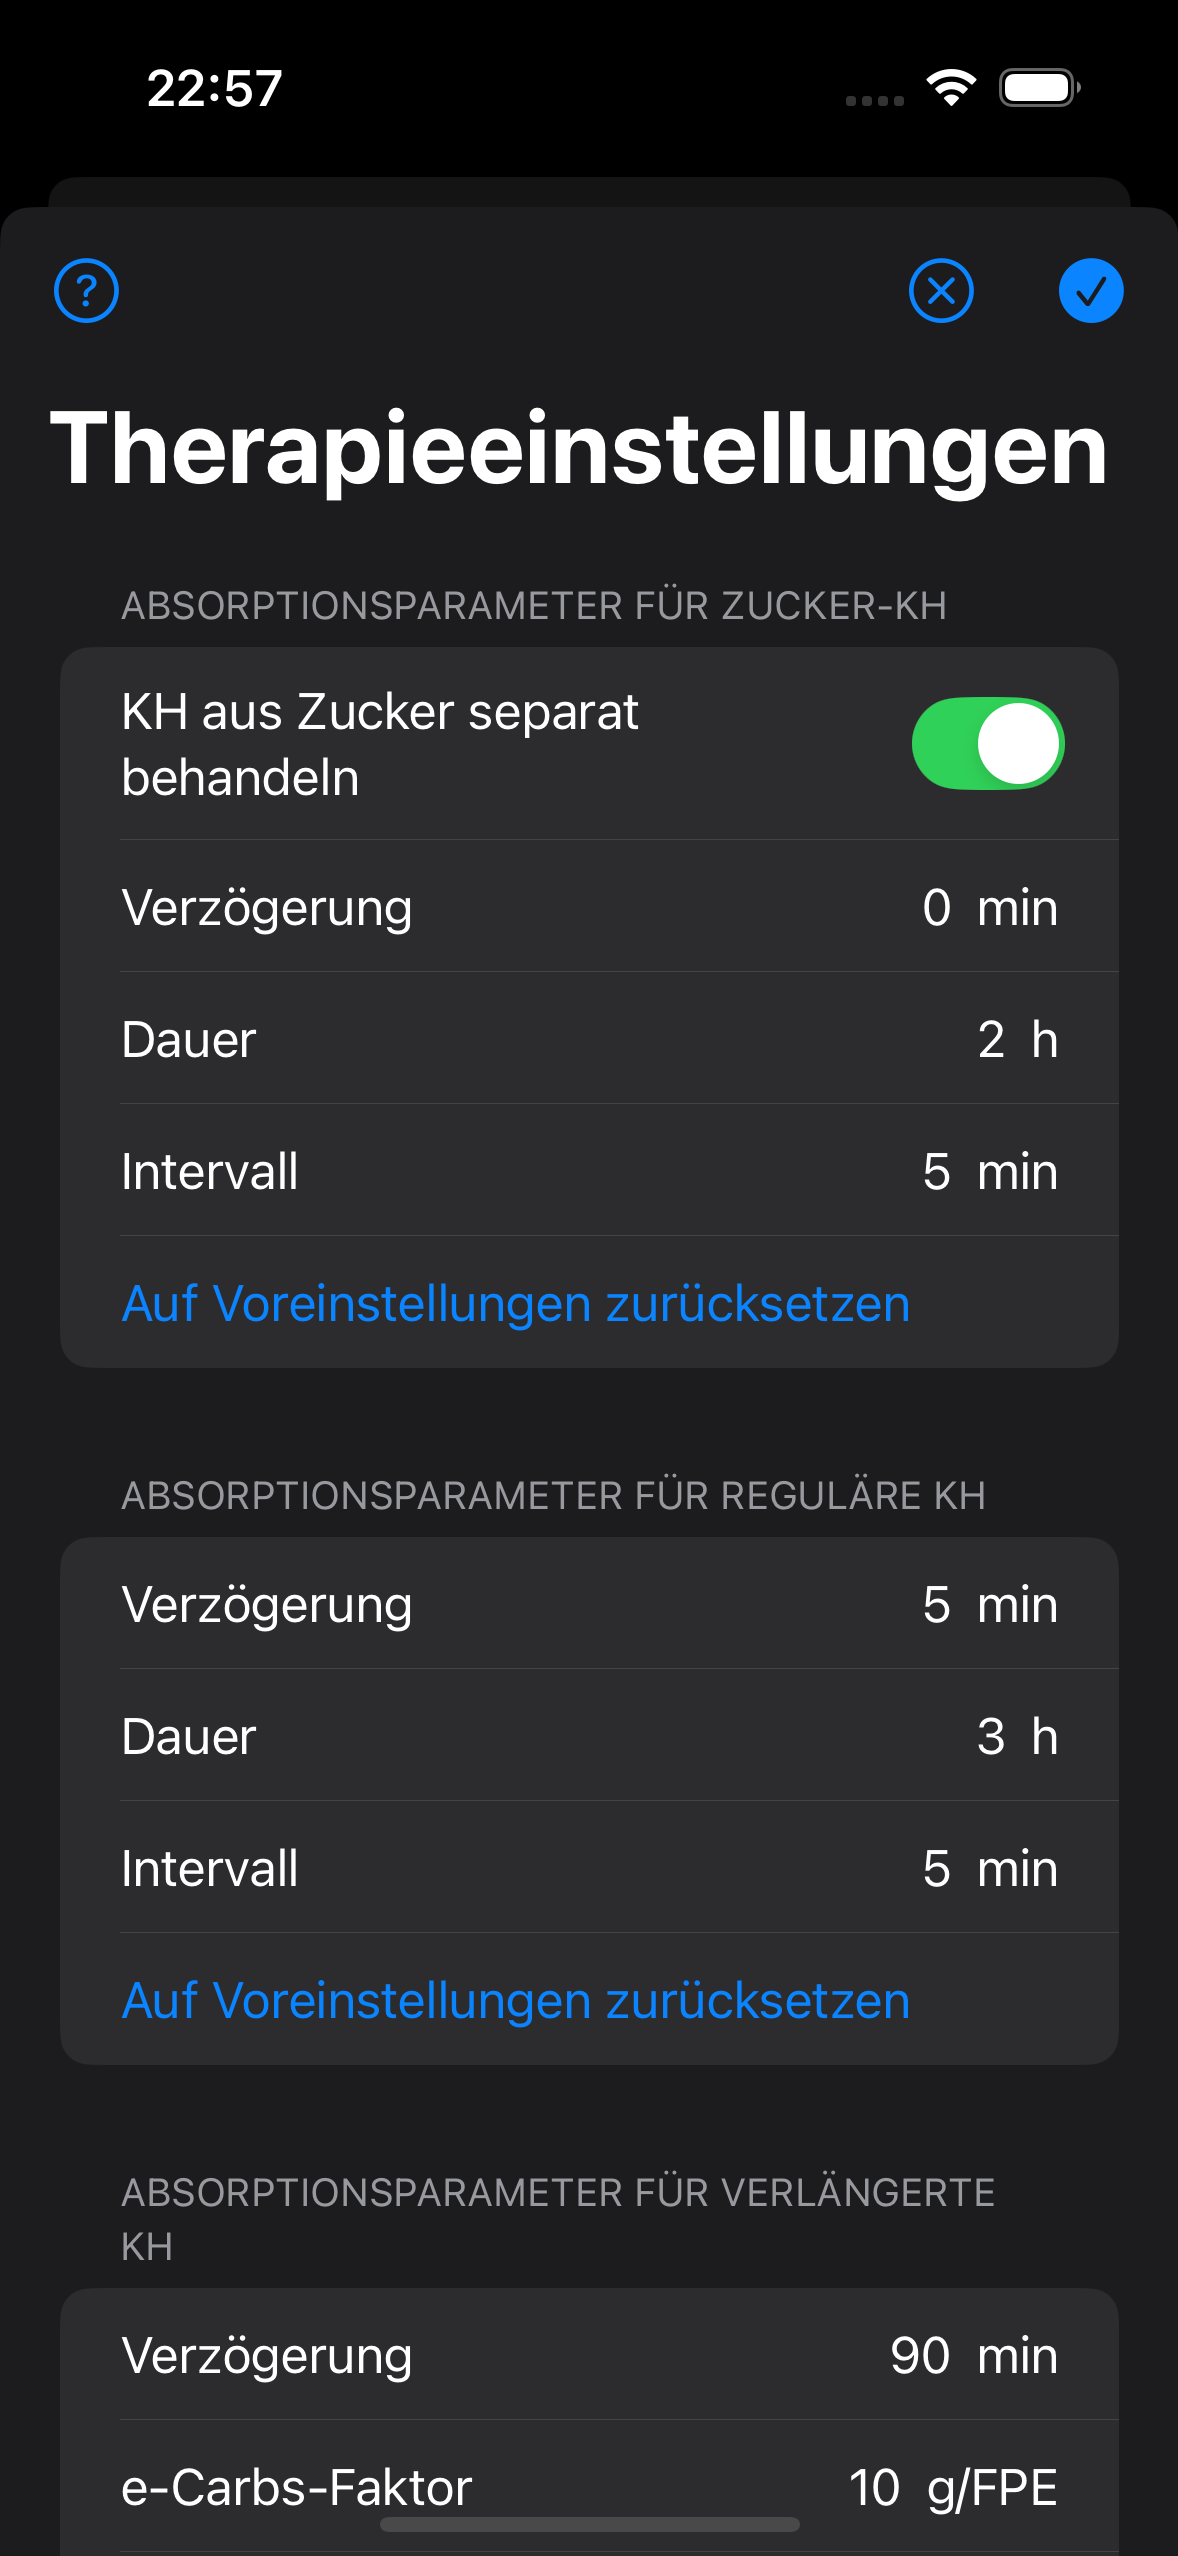 22:57
Therapieeinstellungen
ABSORPTIONSPARAMETER FÜR ZUCKER-KH
KH aus Zucker separat
behandeln
Verzögerung 0 min
Dauer 2 h
Intervall 5 min
Auf Voreinstellungen zurücksetzen
ABSORPTIONSPARAMETER FÜR REGULÄRE KH
Verzögerung 5 min
Dauer 3 h
Intervall 5 min
Auf Voreinstellungen zurücksetzen
ABSORPTIONSPARAMETER FÜR VERLÄNGERTE
KH
Verzögerung 90 min
e-Carbs-Faktor 10 g/FPE